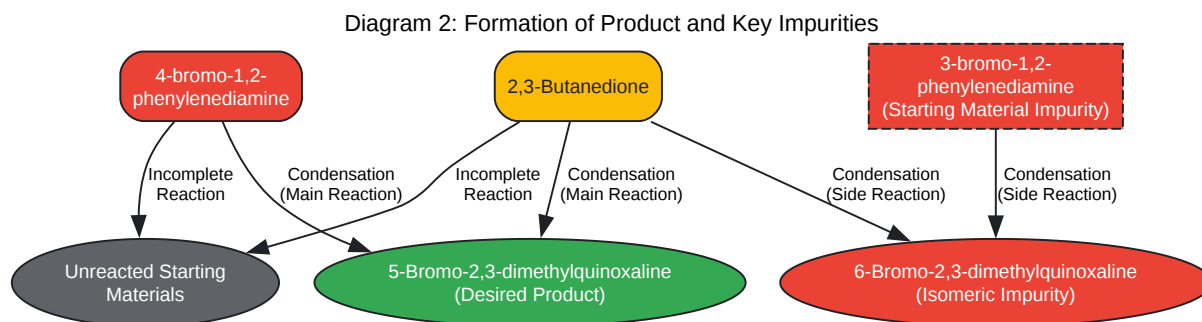 Diagram 2: Formation of Product and Key Impurities
4-bromo-1,2-
phenylenediamine
2,3-Butanedione
3-bromo-1,2-
phenylenediamine
(Starting Material Impurity)
Incomplete
Reaction
Condensation
(Main Reaction)
Incomplete
Reaction
Condensation
(Main Reaction)
Condensation
(Side Reaction)
Condensation
(Side Reaction)
Unreacted Starting
Materials
5-Bromo-2,3-dimethylquinoxaline
(Desired Product)
6-Bromo-2,3-dimethylquinoxaline
(Isomeric Impurity)